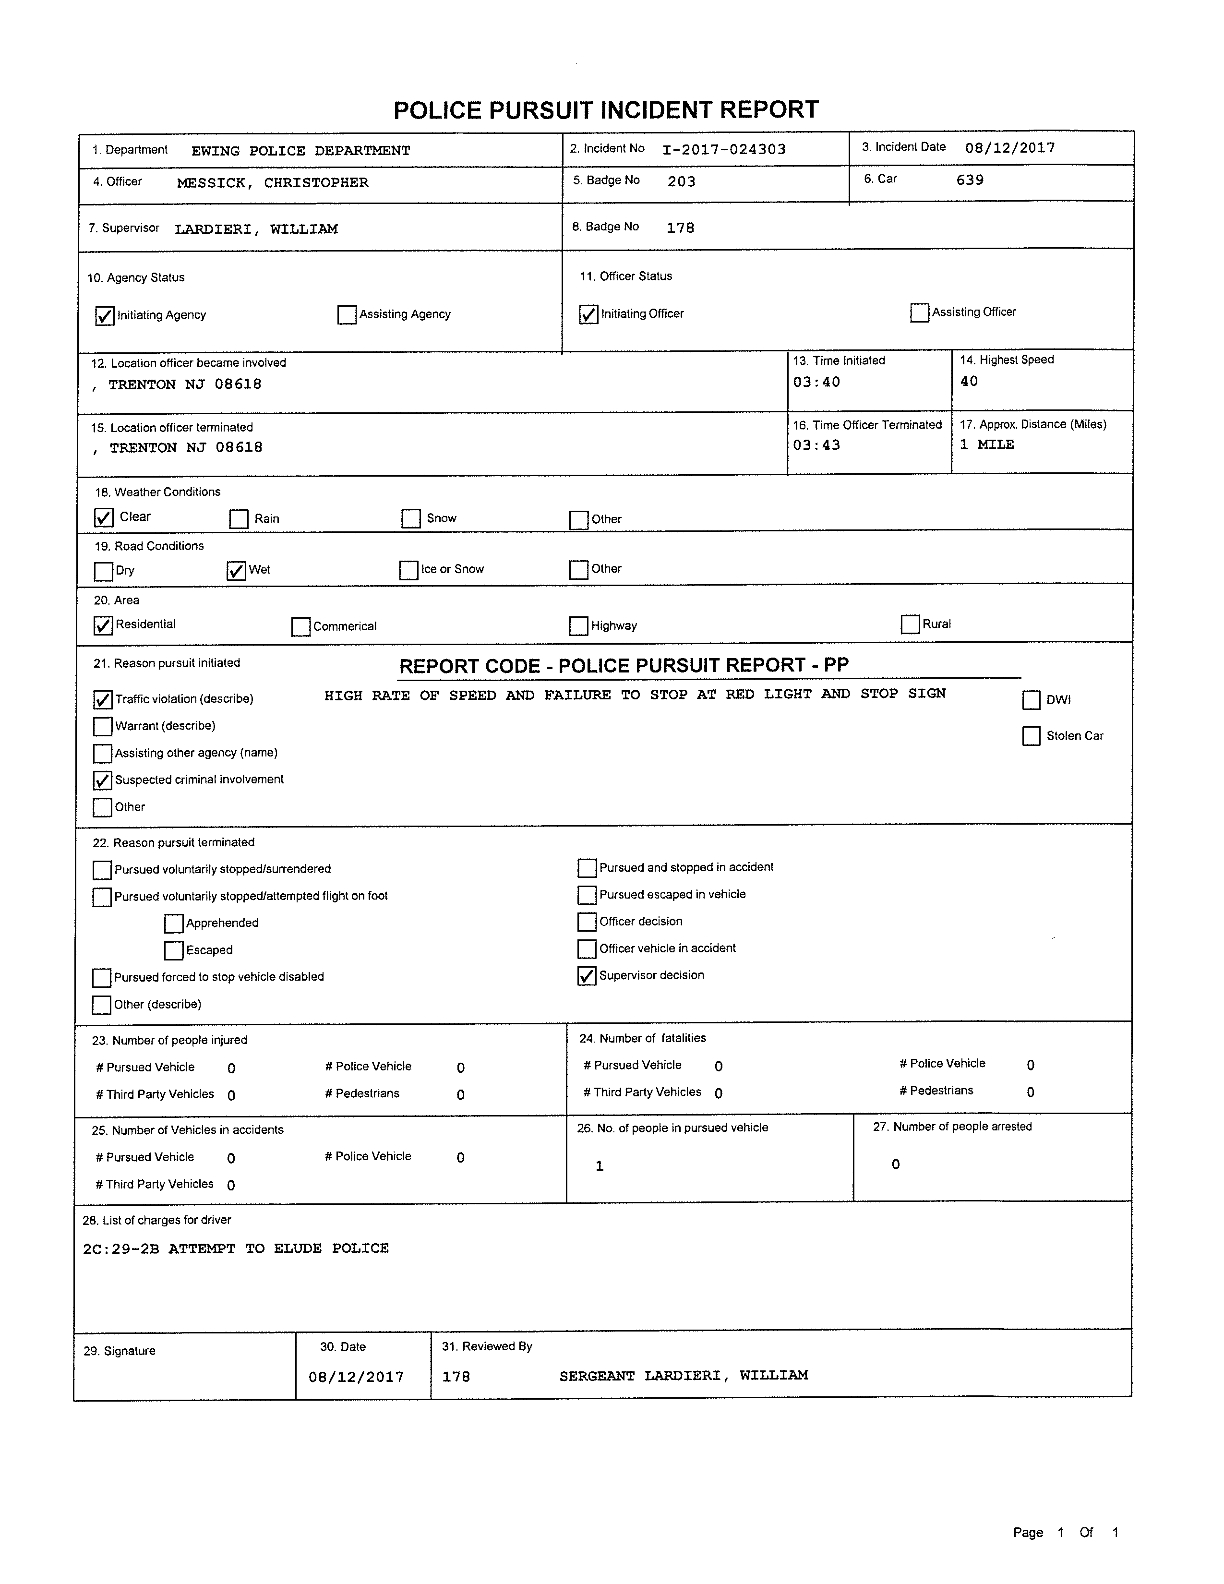 POLICE PURSUIT INCIDENT REPORT
1. Department EWING POLICE DEPARTMENT 2. Incident No I-2017-024303 3. Incident Date 08/12/2017
4. Officer MESSICK, CHRISTOPHER 5. Badge No 203 6. Car 639
7. Supervisor LARDIERI, WILLIAM 8. Badge No 178
10. Agency Status 11. Officer Status
Initiating Agency Assisting Agency Initiating Officer Assisting Officer
12. Location officer became involved 13. Time Initiated 14. Highest Speed
, TRENTON NJ 08618 03:40 40
15. Location officer terminated 16. Time Officer Terminated 17. Approx. Distance (Miles)
, TRENTON NJ 08618 03:43 1 MILE
18. Weather Conditions
Clear Rain Snow Other
19. Road Conditions
Dry Wet Ice or Snow Other
20. Area
Residential Commerical Highway Rural
21. Reason pursuit initiated REPORT CODE - POLICE PURSUIT REPORT - PP
Traffic violation (describe) HIGH RATE OF SPEED AND FAILURE TO STOP AT RED LIGHT AND STOP SIGN DWI
Warrant (describe) Stolen Car
Assisting other agency (name)
Suspected criminal involvement
Other
22. Reason pursuit terminated
Pursued voluntarily stopped/surrendered Pursued and stopped in accident
Pursued voluntarily stopped/attempted flight on foot Pursued escaped in vehicle
Apprehended Officer decision
Escaped Officer vehicle in accident
Pursued forced to stop vehicle disabled Supervisor decision
Other (describe)
23. Number of people injured 24. Number of fatalities
# Pursued Vehicle 0 # Police Vehicle 0 # Pursued Vehicle 0 # Police Vehicle 0
# Third Party Vehicles 0 # Pedestrians 0 # Third Party Vehicles 0 # Pedestrians 0
25. Number of Vehicles in accidents 26. No. of people in pursued vehicle 27. Number of people arrested
# Pursued Vehicle 0 # Police Vehicle 0 1 0
# Third Party Vehicles 0
28. List of charges for driver
2C:29-2B ATTEMPT TO ELUDE POLICE
29. Signature 30. Date 31. Reviewed By
08/12/2017 178 SERGEANT LARDIERI, WILLIAM
Page 1 Of 1